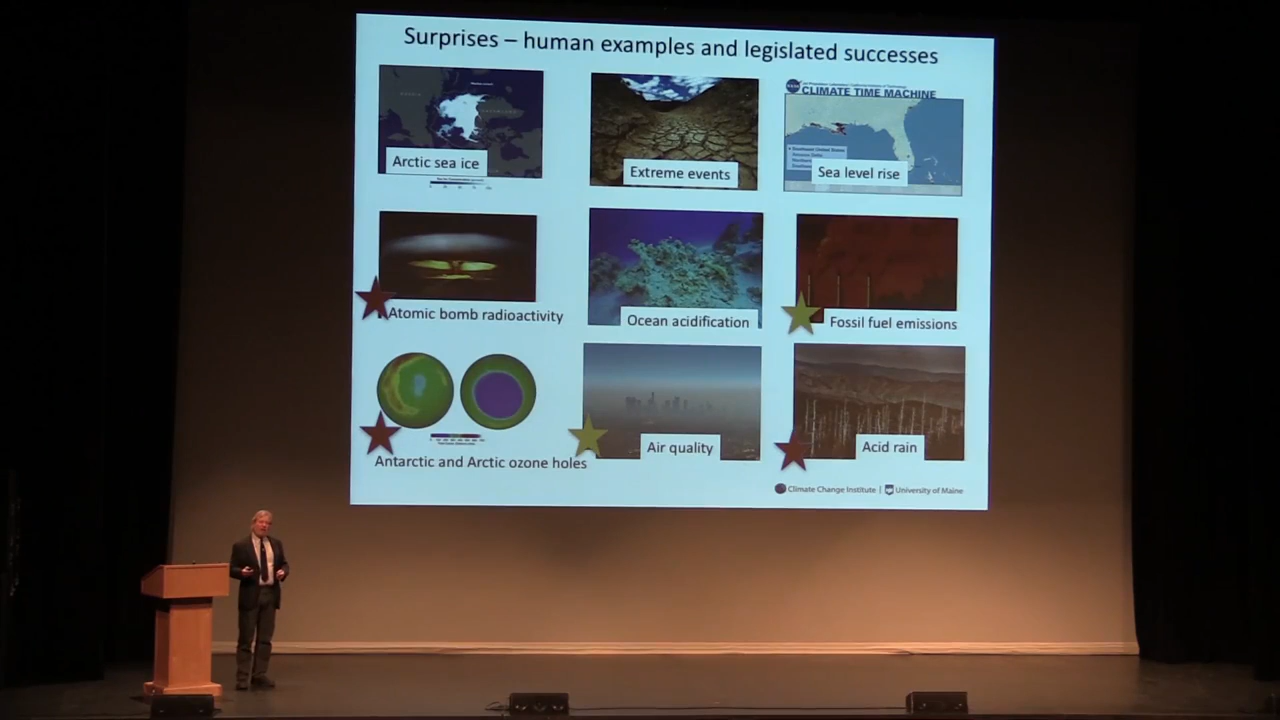 Surprises – human examples and legislated successes
CLIMATE TIME MACHINE
Arctic sea ice
Extreme events
Sea level rise
Atomic bomb radioactivity
Ocean acidification
Fossil fuel emissions
Antarctic and Arctic ozone holes
Air quality
Acid rain
Climate Change Institute | University of Maine